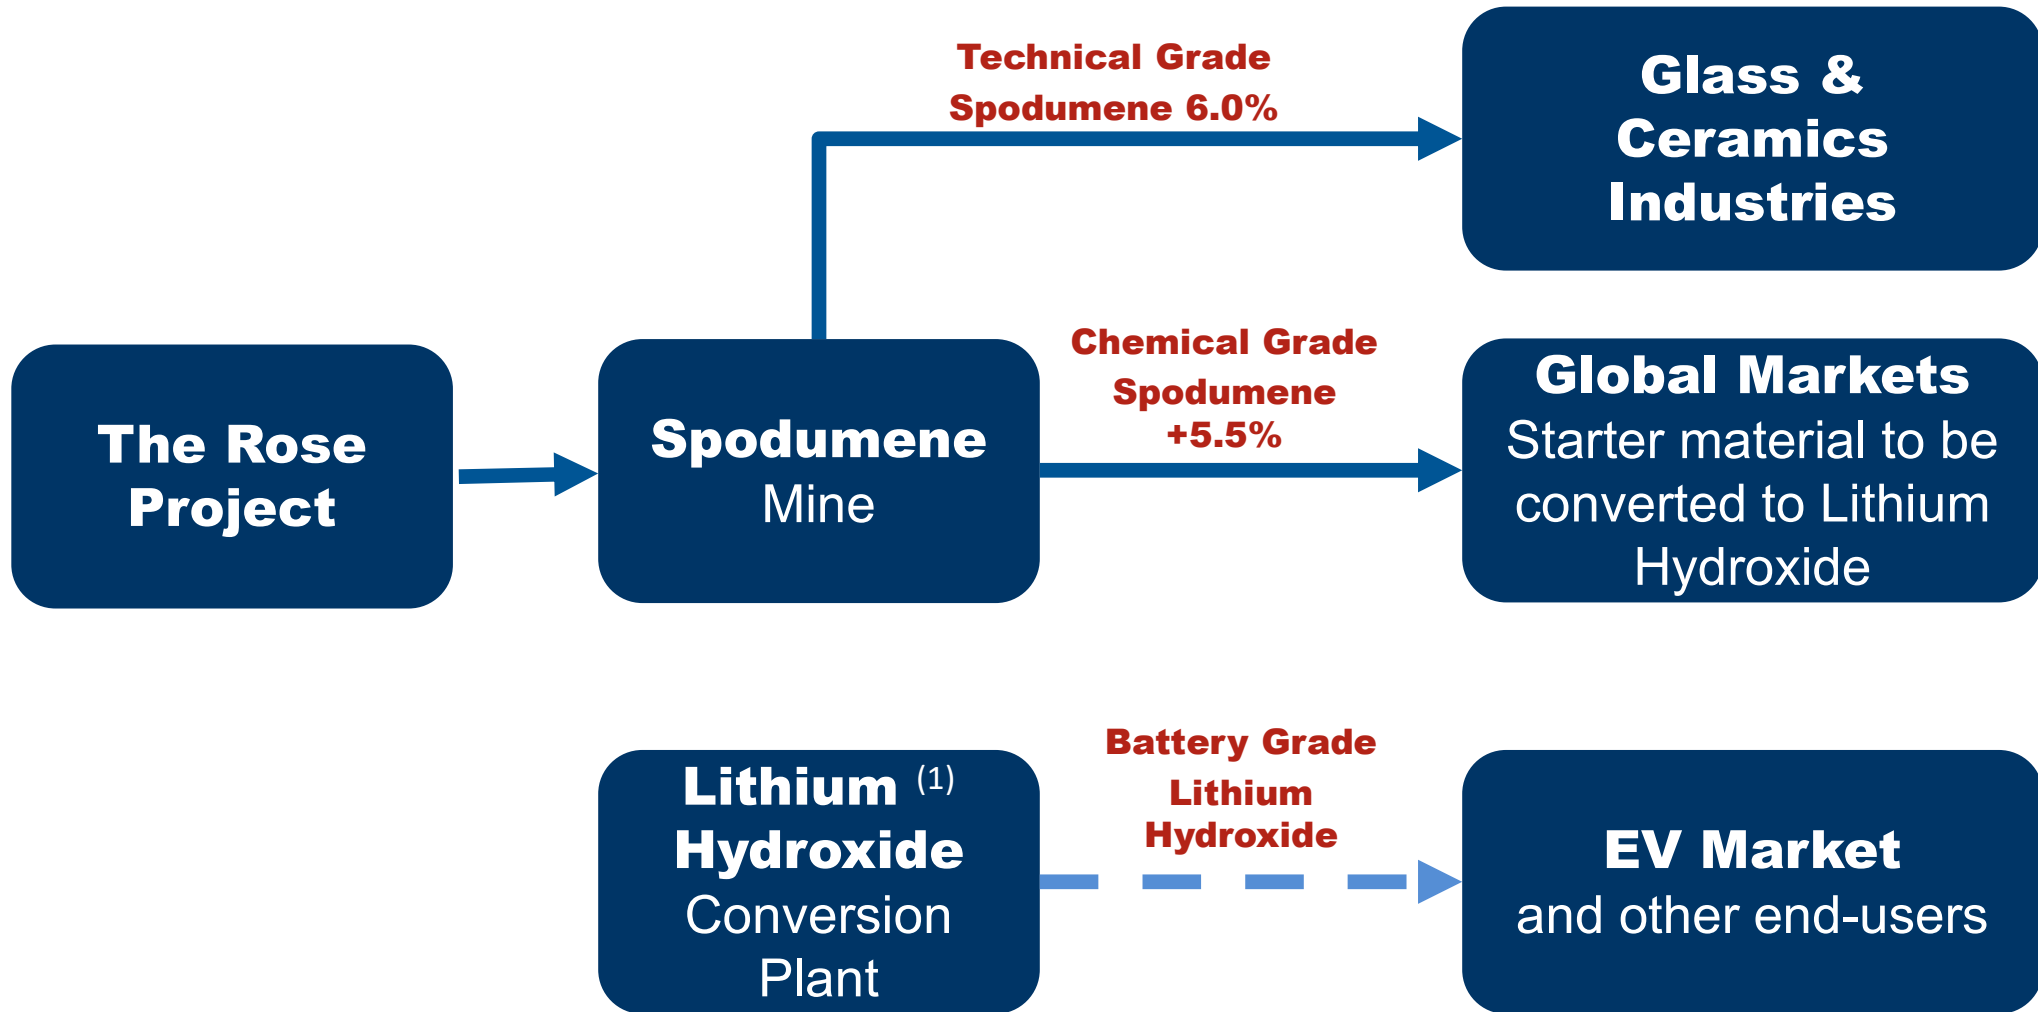 Technical Grade
Spodumene 6.0%
Glass &
Ceramics
Industries
The Rose
Project
Spodumene
Mine
Chemical Grade
Spodumene
+5.5%
Global Markets
Starter material to be
converted to Lithium
Hydroxide
Lithium (1)
Hydroxide
Conversion
Plant
Battery Grade
Lithium
Hydroxide
EV Market
and other end-users